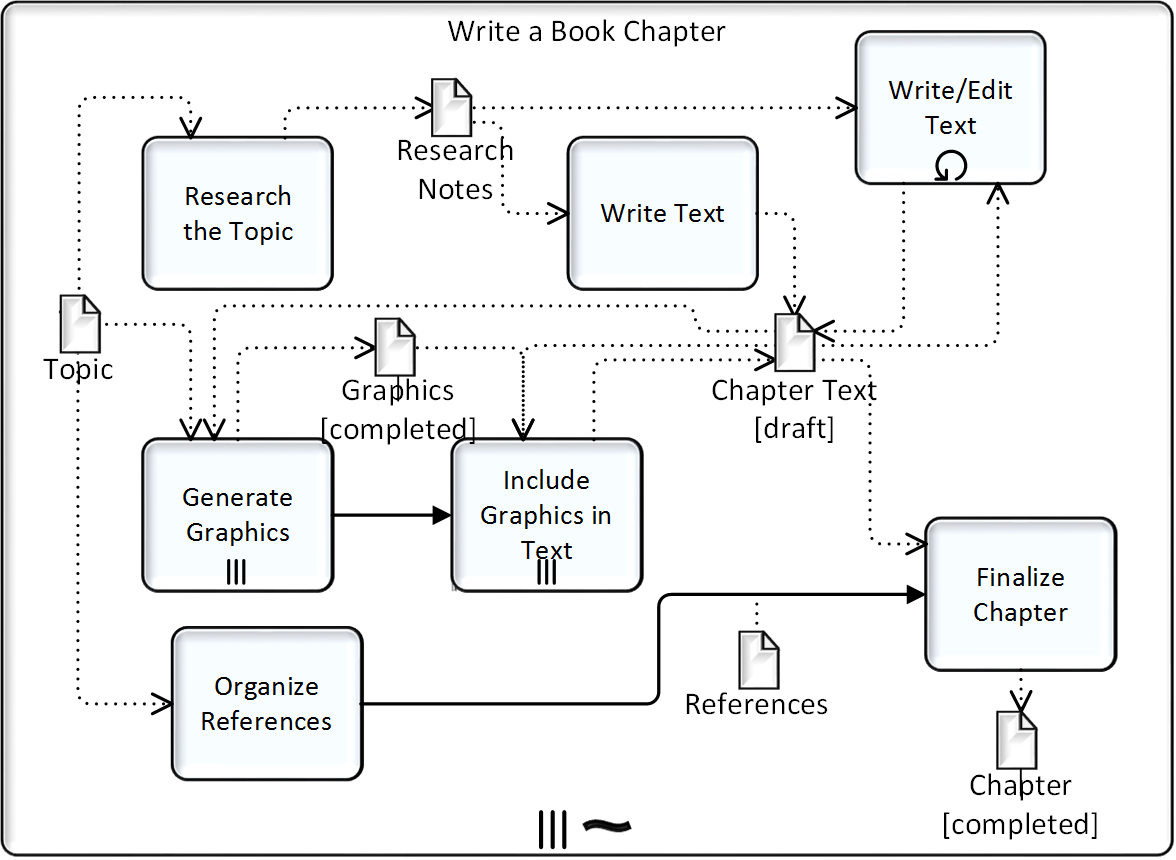 Write a Book Chapter
Write/Edit
Text
Research
Notes
Research
the Topic
Write Text
Topic
Graphics
[completed]
Chapter Text
[draft]
Generate
Graphics
Include
Graphics in
Text
Finalize
Chapter
Organize
References
References
Chapter
[completed]